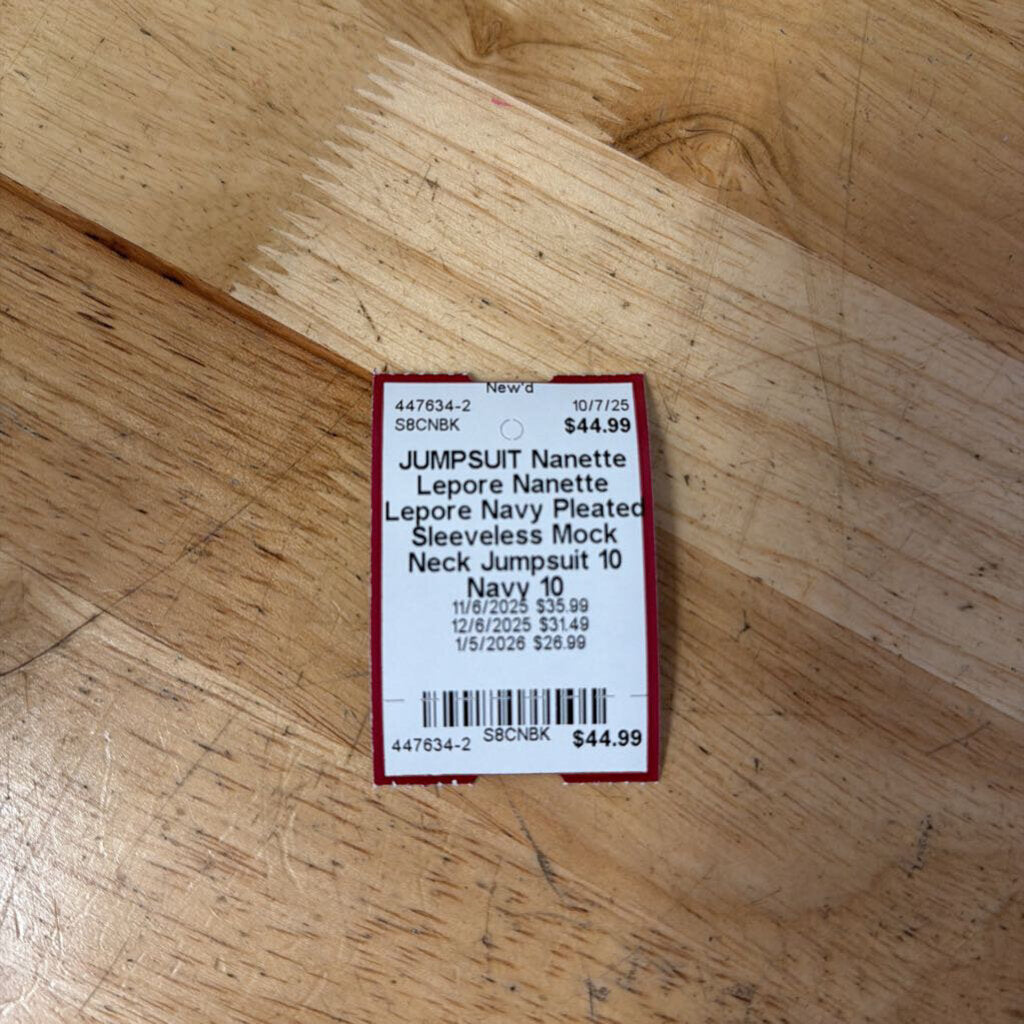 New'd
447634-2 10/7/25
S8CNBK $44.99
JUMPSUIT Nanette
Lepore Nanette
Lepore Navy Pleated
Sleeveless Mock
Neck Jumpsuit 10
Navy 10
11/6/2025 $35.99
12/6/2025 $31.49
1/5/2026 $26.99
447634-2 S8CNBK $44.99